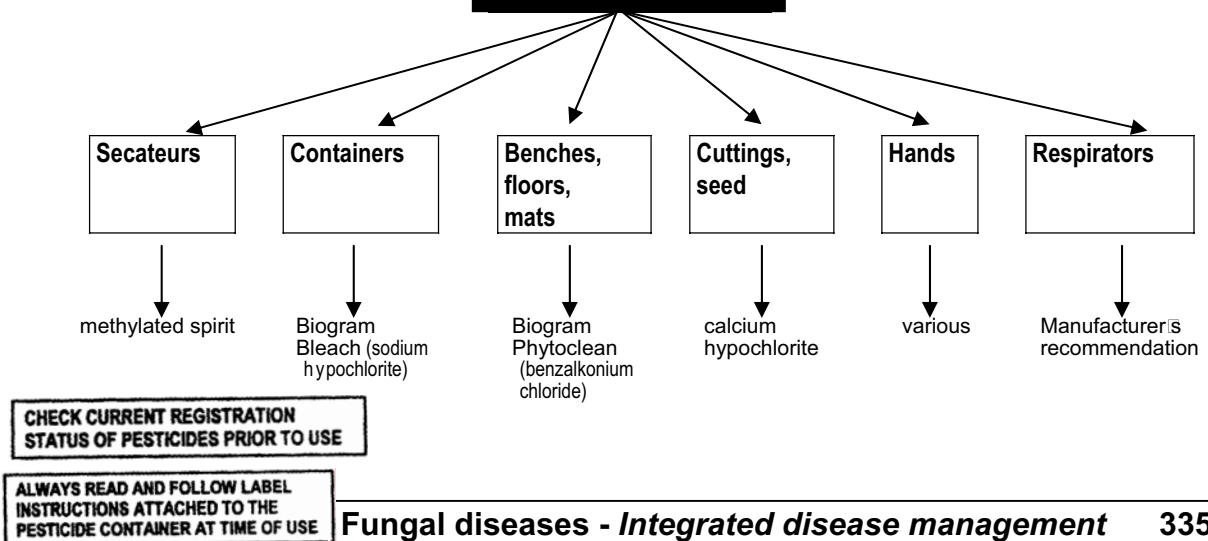 Secateurs
Containers
Benches,
floors,
mats
Cuttings,
seed
Hands
Respirators
methylated spirit
Biogram
Bleach (sodium
hypochlorite)
Biogram
Phytoclean
(benzalkonium
chloride)
calcium
hypochlorite
various
Manufacturer s
recommendation
CHECK CURRENT REGISTRATION
STATUS OF PESTICIDES PRIOR TO USE
ALWAYS READ AND FOLLOW LABEL
INSTRUCTIONS ATTACHED TO THE
PESTICIDE CONTAINER AT TIME OF USE
Fungal diseases - Integrated disease management 335